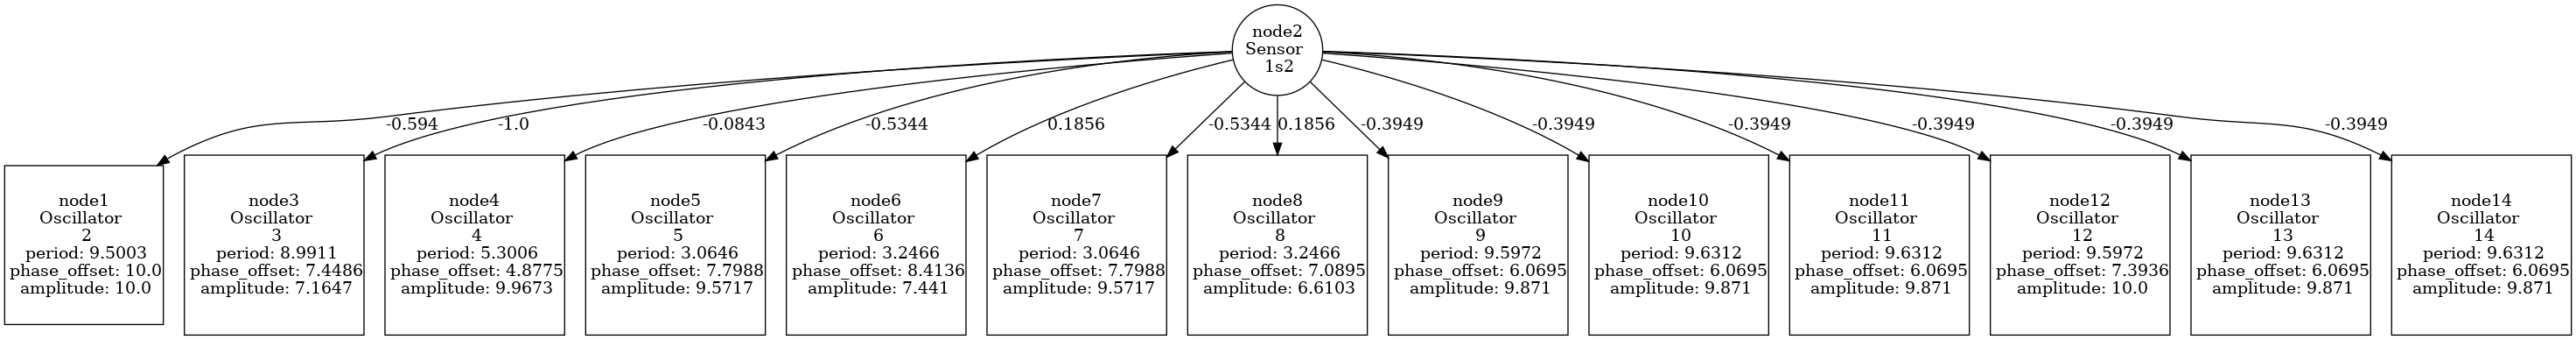 node2
Sensor
1s2
-0.594
-1.0
-0.0843
-0.5344
0.1856
-0.5344
0.1856
-0.3949
-0.3949
-0.3949
-0.3949
-0.3949
-0.3949
node1
Oscillator
2
period: 9.5003
phase_offset: 10.0
amplitude: 10.0
node3
Oscillator
3
period: 8.9911
phase_offset: 7.4486
amplitude: 7.1647
node4
Oscillator
4
period: 5.3006
phase_offset: 4.8775
amplitude: 9.9673
node5
Oscillator
5
period: 3.0646
phase_offset: 7.7988
amplitude: 9.5717
node6
Oscillator
6
period: 3.2466
phase_offset: 8.4136
amplitude: 7.441
node7
Oscillator
7
period: 3.0646
phase_offset: 7.7988
amplitude: 9.5717
node8
Oscillator
8
period: 3.2466
phase_offset: 7.0895
amplitude: 6.6103
node9
Oscillator
9
period: 9.5972
phase_offset: 6.0695
amplitude: 9.871
node10
Oscillator
10
period: 9.6312
phase_offset: 6.0695
amplitude: 9.871
node11
Oscillator
11
period: 9.6312
phase_offset: 6.0695
amplitude: 9.871
node12
Oscillator
12
period: 9.5972
phase_offset: 7.3936
amplitude: 10.0
node13
Oscillator
13
period: 9.6312
phase_offset: 6.0695
amplitude: 9.871
node14
Oscillator
14
period: 9.6312
phase_offset: 6.0695
amplitude: 9.871